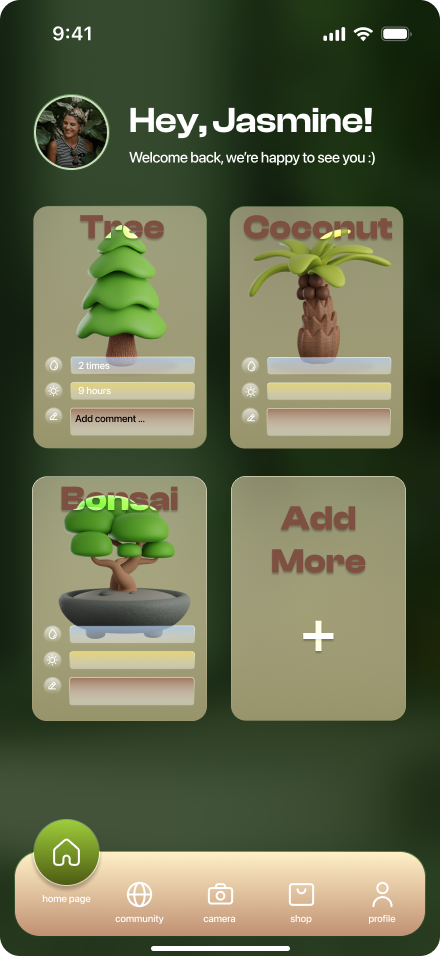 9:41
Hey, Jasmine!
Welcome back, we're happy to see you :)
Tree
2 times
9 hours
Add comment ...
Coconut
Bonsai
Add
More
+
home page
community
camera
shop
profile